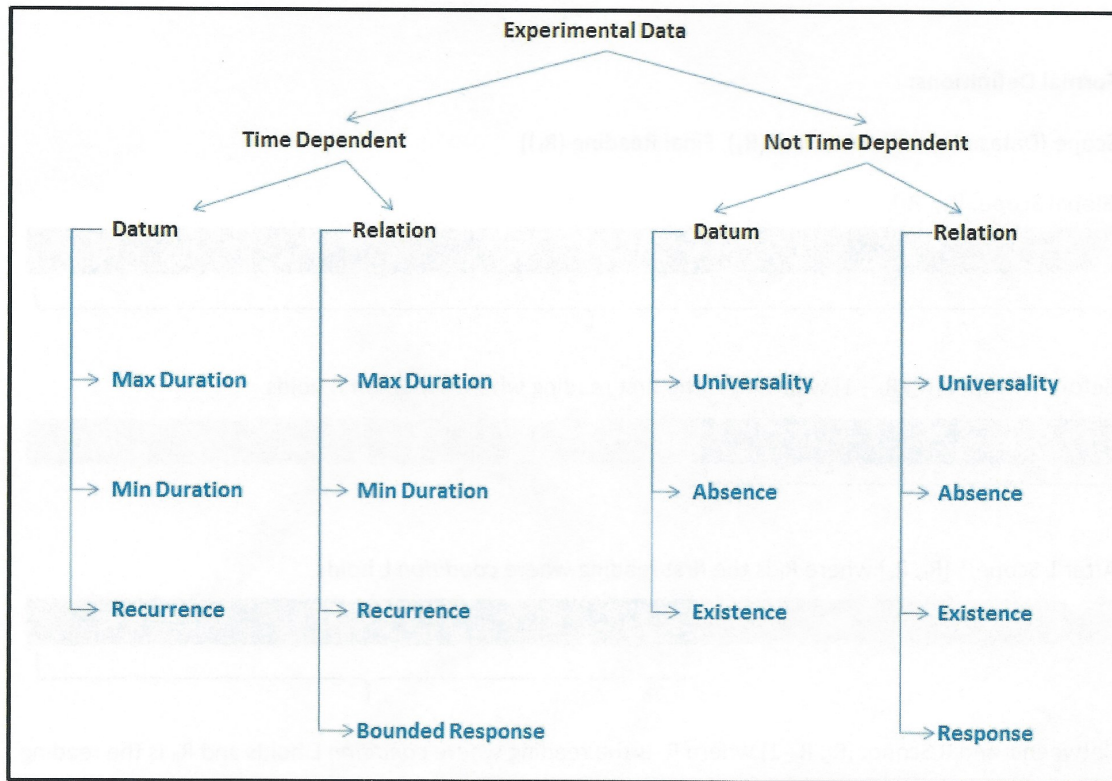 Experimental Data
Time Dependent
Not Time Dependent
Datum
Relation
Datum
Relation
Max Duration
Max Duration
Universality
Universality
Min Duration
Min Duration
Absence
Absence
Recurrence
Recurrence
Existence
Existence
Bounded Response
Response